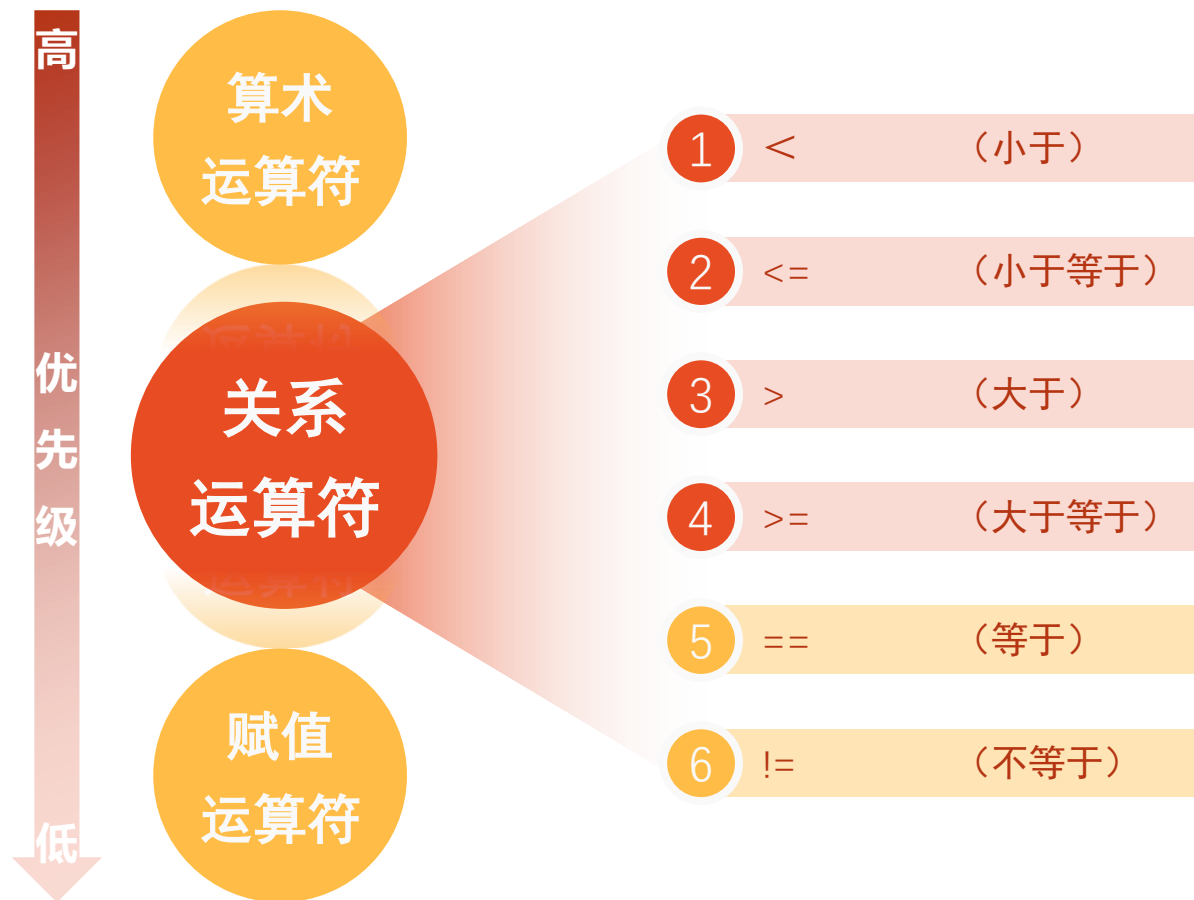 高
优
先
级
低
算术
运算符
关系
运算符
赋值
运算符
1 < （小于）
2 <= （小于等于）
3 > （大于）
4 >= （大于等于）
5 == （等于）
6 != （不等于）